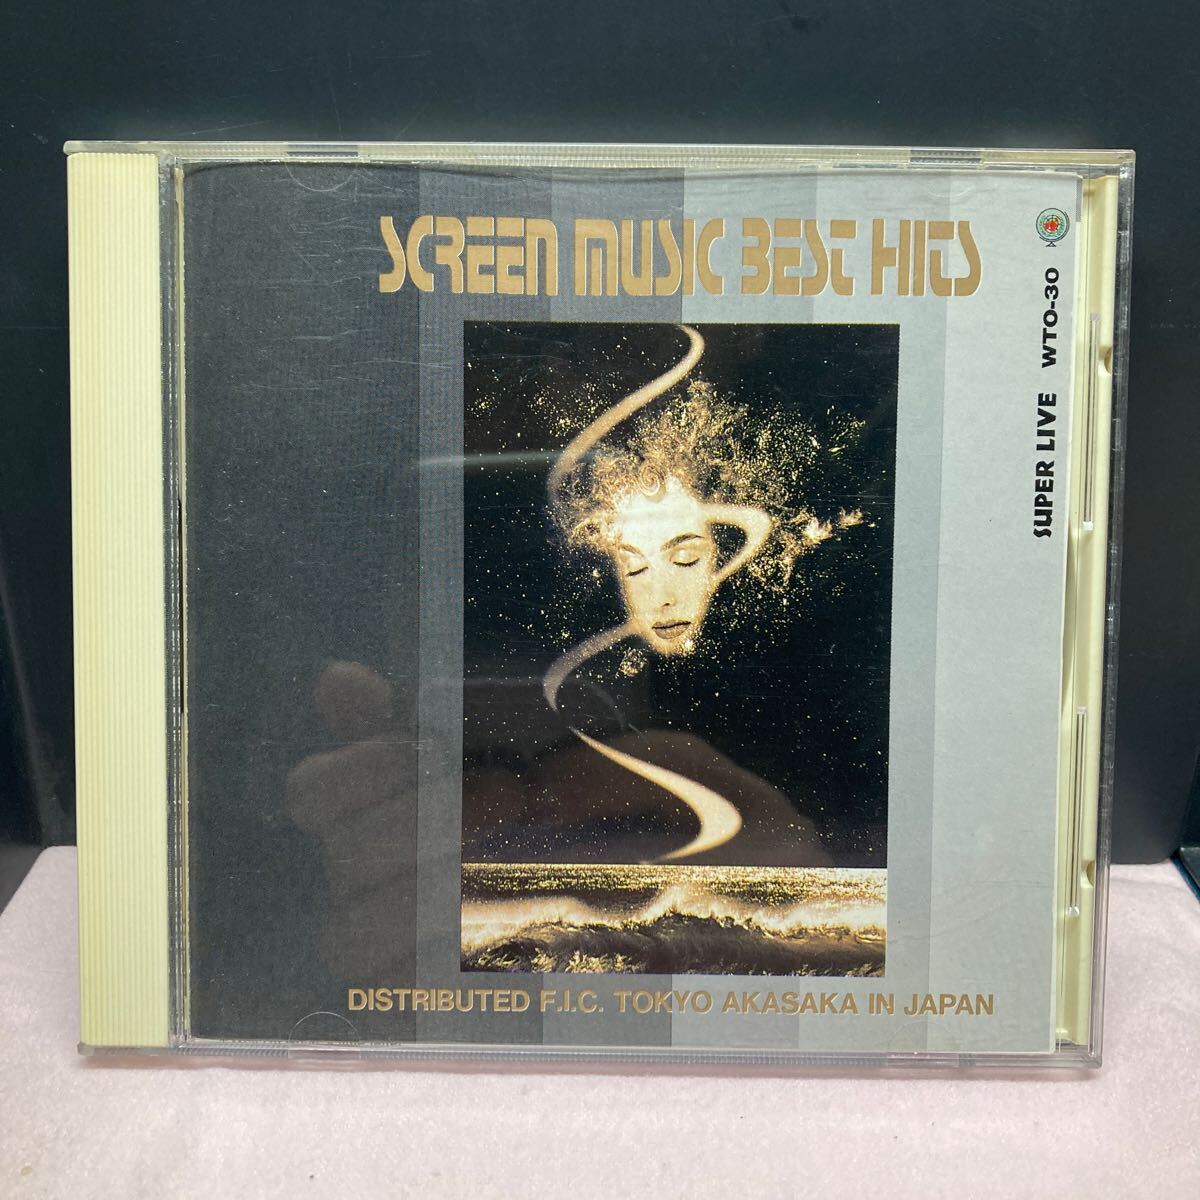 SCREEN MUSIC BEST HITS
SUPER LIVE WTO-30
DISTRIBUTED F.I.C. TOKYO AKASAKA IN JAPAN